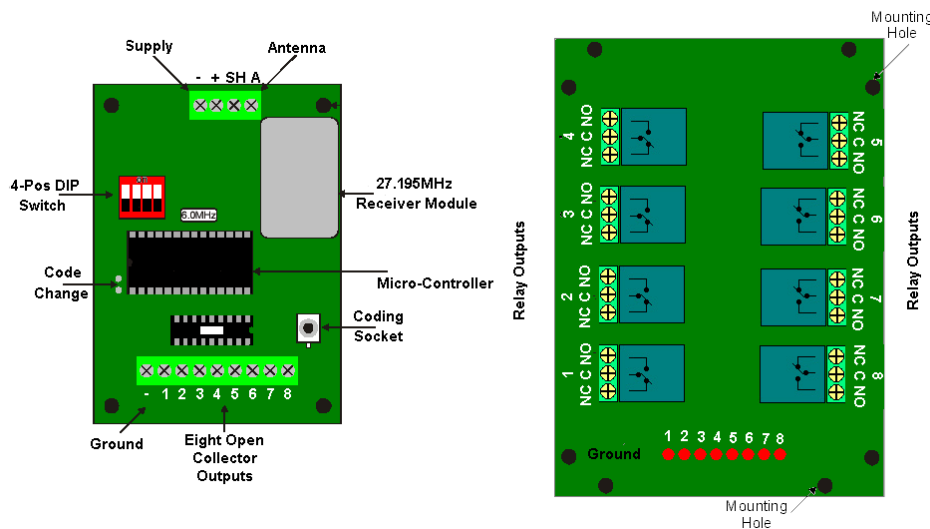 Supply
Antenna
- + SH A
4-Pos DIP
Switch
6.0MHz
27.195MHz
Receiver Module
Code
Change
Micro-Controller
Coding
Socket
- 1 2 3 4 5 6 7 8
Ground
Eight Open
Collector
Outputs
Mounting
Hole
4
NC C NO
3
NC C NO
2
NC C NO
1
NC C NO
Relay Outputs
NC C NO
5
NC C NO
6
NC C NO
7
NC C NO
8
Relay Outputs
1 2 3 4 5 6 7 8
Ground
Mounting
Hole